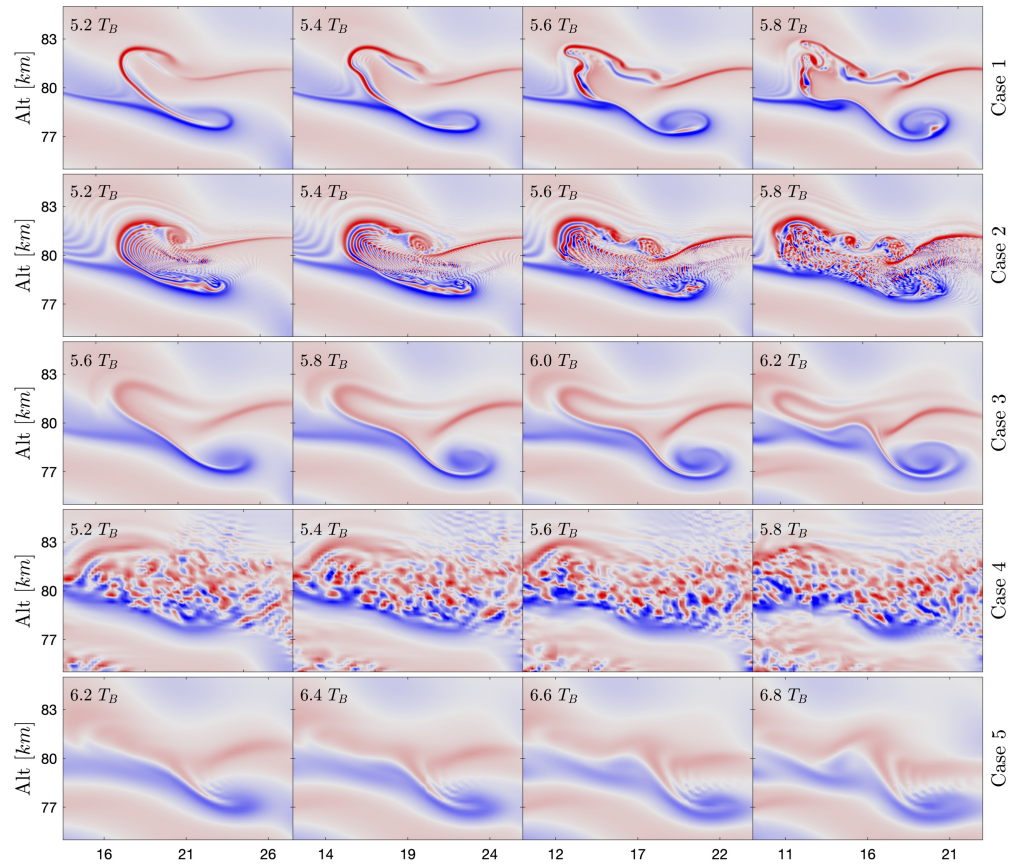 5.2 T_B 5.4 T_B 5.6 T_B 5.8 T_B
83
80
77
Alt [km]
Case 1
5.2 T_B 5.4 T_B 5.6 T_B 5.8 T_B
83
80
77
Alt [km]
Case 2
5.6 T_B 5.8 T_B 6.0 T_B 6.2 T_B
83
80
77
Alt [km]
Case 3
5.2 T_B 5.4 T_B 5.6 T_B 5.8 T_B
83
80
77
Alt [km]
Case 4
6.2 T_B 6.4 T_B 6.6 T_B 6.8 T_B
83
80
77
Alt [km]
Case 5
16 21 26 14 19 24 12 17 22 11 16 21